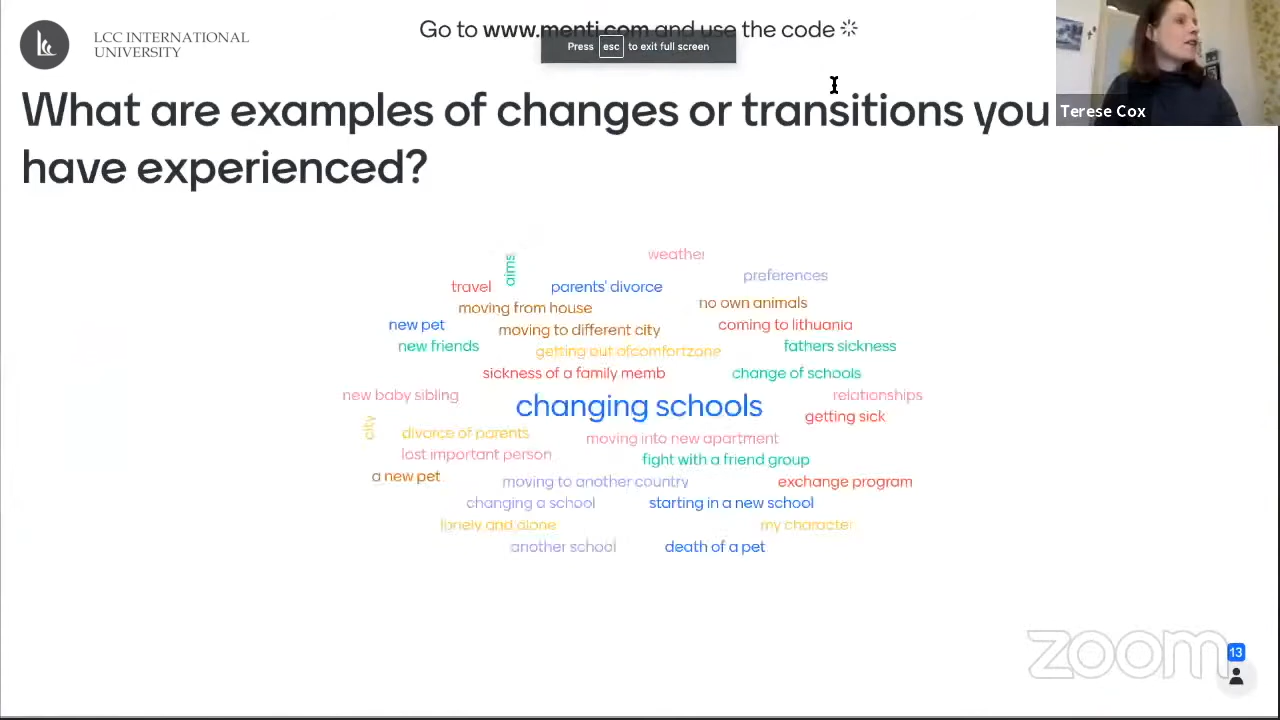 LCC INTERNATIONAL
UNIVERSITY
Go to www.menti.com and use the code
Press esc to exit full screen
Terese Cox
What are examples of changes or transitions you
have experienced?
weather
aims
preferences
travel
parents' divorce
no own animals
moving from house
new pet
moving to different city
coming to lithuania
new friends
getting out ofcomfortzone
fathers sickness
sickness of a family memb
change of schools
new baby sibling
changing schools
relationships
getting sick
city
divorce of parents
moving into new apartment
lost important person
fight with a friend group
a new pet
moving to another country
exchange program
changing a school
starting in a new school
lonely and alone
my character
another school
death of a pet
zoom
13